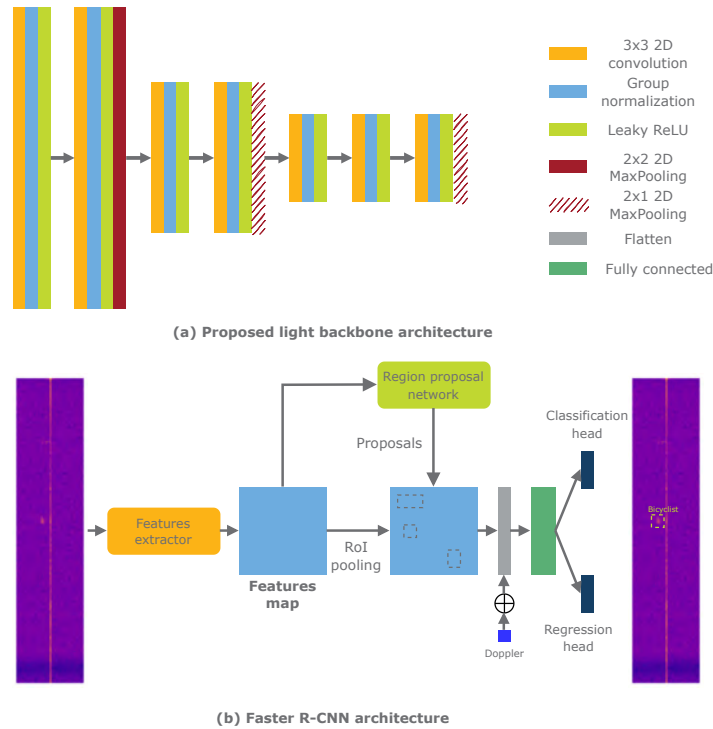 3x3 2D
convolution
Group
normalization
Leaky ReLU
2x2 2D
MaxPooling
2x1 2D
MaxPooling
Flatten
Fully connected
(a) Proposed light backbone architecture
Region proposal
network
Classification
head
Proposals
Bicyclist
Features
extractor
RoI
pooling
Features
map
Doppler
Regression
head
(b) Faster R-CNN architecture